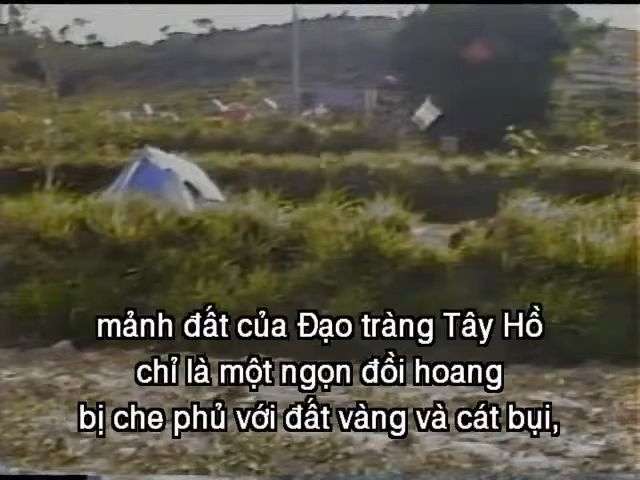 mảnh đất của Đạo tràng Tây Hồ
chỉ là một ngọn đồi hoang
bị che phủ với đất vàng và cát bụi,